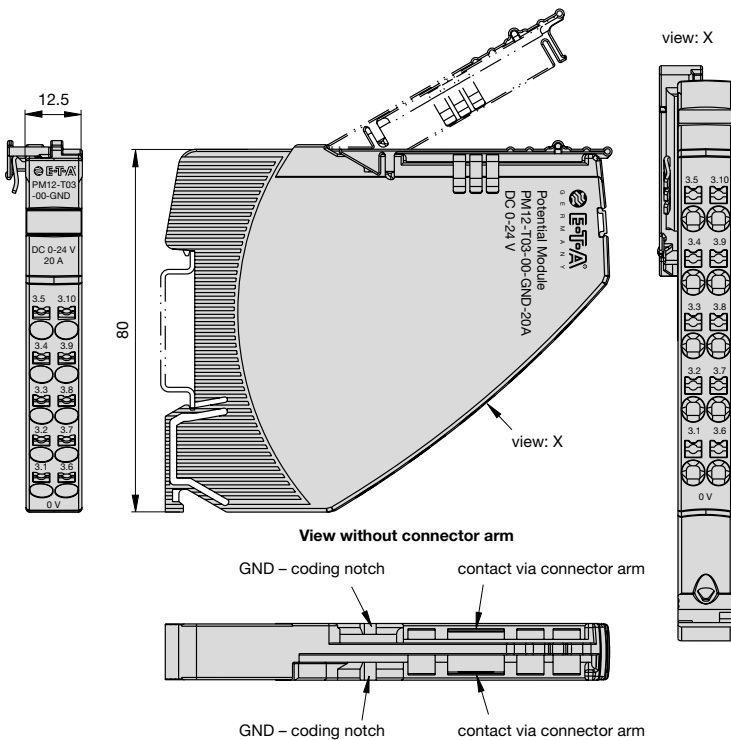 12.5
E-T-A
PM12-T03
-00-GND
DC 0-24 V
20 A
3.5 3.10
3.4 3.9
3.3 3.8
3.2 3.7
3.1 3.6
0 V
80
E-T-A®
GERMANY
Potential Module
PM12-T03-00-GND-20A
DC 0-24 V
view: X
view: X
3.5 3.10
3.4 3.9
3.3 3.8
3.2 3.7
3.1 3.6
0 V
View without connector arm
GND – coding notch contact via connector arm
GND – coding notch contact via connector arm